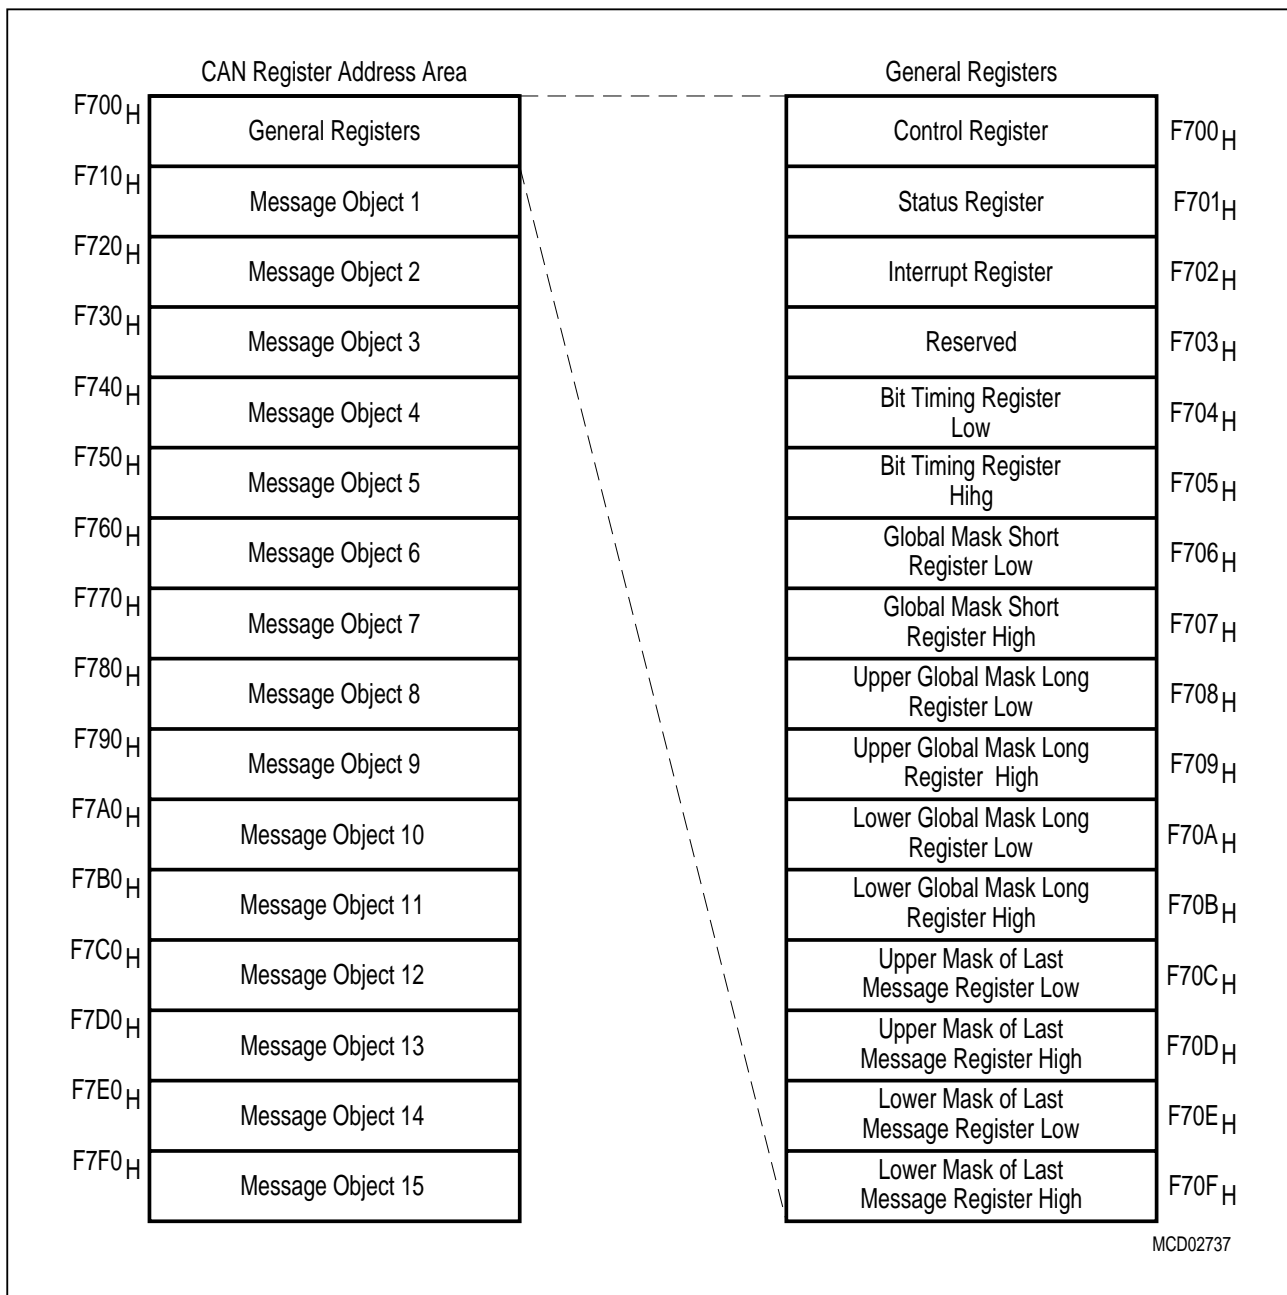 CAN Register Address Area
F700H
General Registers
F710H
Message Object 1
F720H
Message Object 2
F730H
Message Object 3
F740H
Message Object 4
F750H
Message Object 5
F760H
Message Object 6
F770H
Message Object 7
F780H
Message Object 8
F790H
Message Object 9
F7A0H
Message Object 10
F7B0H
Message Object 11
F7C0H
Message Object 12
F7D0H
Message Object 13
F7E0H
Message Object 14
F7F0H
Message Object 15
General Registers
Control Register
F700H
Status Register
F701H
Interrupt Register
F702H
Reserved
F703H
Bit Timing Register
Low
F704H
Bit Timing Register
Hihg
F705H
Global Mask Short
Register Low
F706H
Global Mask Short
Register High
F707H
Upper Global Mask Long
Register Low
F708H
Upper Global Mask Long
Register High
F709H
Lower Global Mask Long
Register Low
F70AH
Lower Global Mask Long
Register High
F70BH
Upper Mask of Last
Message Register Low
F70CH
Upper Mask of Last
Message Register High
F70DH
Lower Mask of Last
Message Register Low
F70EH
Lower Mask of Last
Message Register High
F70FH
MCD02737